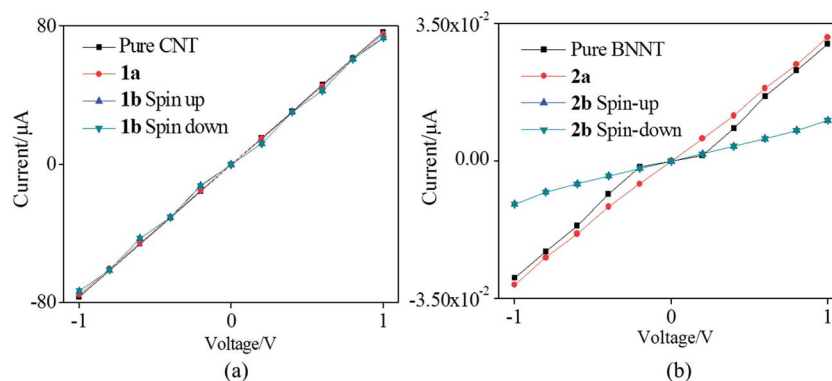 80
Pure CNT
1a
1b Spin up
1b Spin down
Current/μA
0
-80
-1
0
1
Voltage/V
(a)
3.50x10⁻²
Pure BNNT
2a
2b Spin-up
2b Spin-down
Current/μA
0.00
-3.50x10⁻²
-1
0
1
Voltage/V
(b)